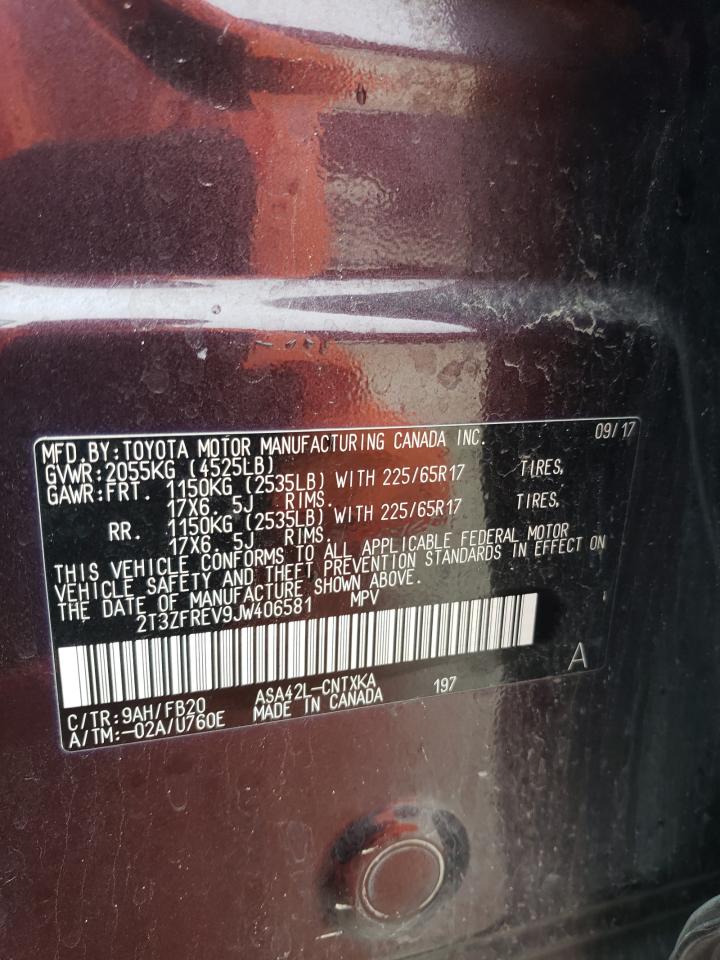 MFD.BY:TOYOTA MOTOR MANUFACTURING CANADA INC. 09/17
GVWR:2055KG (4525LB)
GAWR:FRT. 1150KG (2535LB) WITH 225/65R17 TIRES,
17X6. 5J RIMS.
RR. 1150KG (2535LB) WITH 225/65R17 TIRES,
17X6. 5J RIMS.
THIS VEHICLE CONFORMS TO ALL APPLICABLE FEDERAL MOTOR
VEHICLE SAFETY AND THEFT PREVENTION STANDARDS IN EFFECT ON
THE DATE OF MANUFACTURE SHOWN ABOVE.
2T3ZFREV9JW406581 MPV
A
C/TR:9AH/FB20 ASA42L-CNTXKA 197
A/TM:-02A/U760E MADE IN CANADA